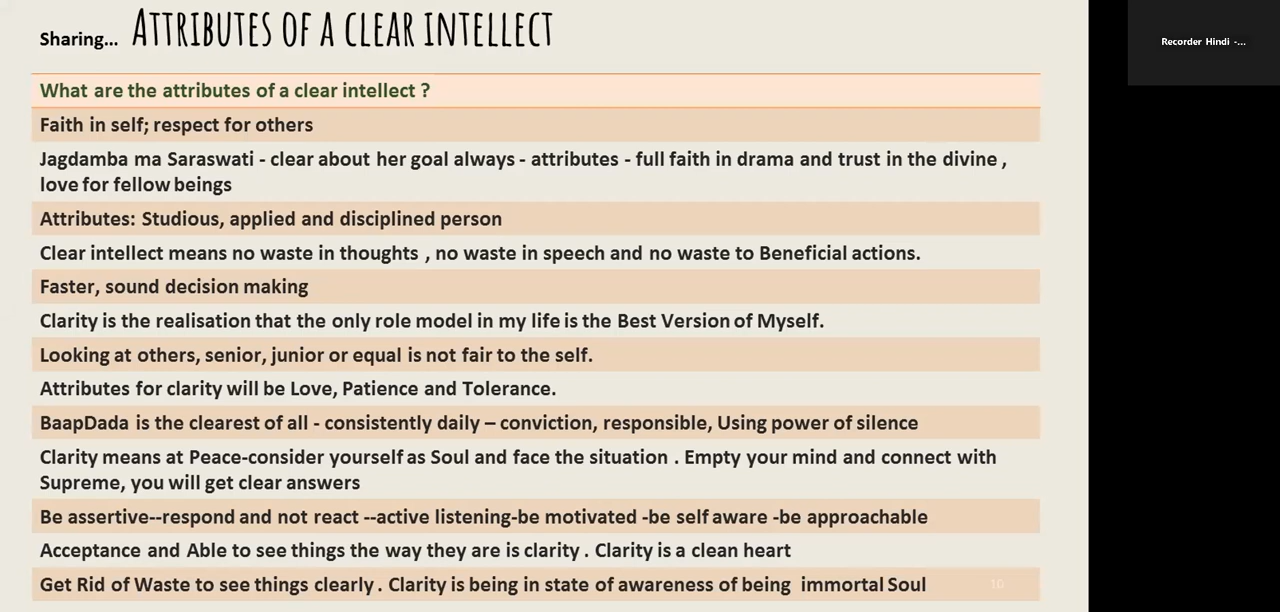 Sharing... ATTRIBUTES OF A CLEAR INTELLECT
Recorder Hindi -...
What are the attributes of a clear intellect ?
Faith in self; respect for others
Jagdamba ma Saraswati - clear about her goal always - attributes - full faith in drama and trust in the divine ,
love for fellow beings
Attributes: Studious, applied and disciplined person
Clear intellect means no waste in thoughts , no waste in speech and no waste to Beneficial actions.
Faster, sound decision making
Clarity is the realisation that the only role model in my life is the Best Version of Myself.
Looking at others, senior, junior or equal is not fair to the self.
Attributes for clarity will be Love, Patience and Tolerance.
BaapDada is the clearest of all - consistently daily – conviction, responsible, Using power of silence
Clarity means at Peace-consider yourself as Soul and face the situation . Empty your mind and connect with
Supreme, you will get clear answers
Be assertive--respond and not react --active listening-be motivated -be self aware -be approachable
Acceptance and Able to see things the way they are is clarity . Clarity is a clean heart
Get Rid of Waste to see things clearly . Clarity is being in state of awareness of being immortal Soul
10